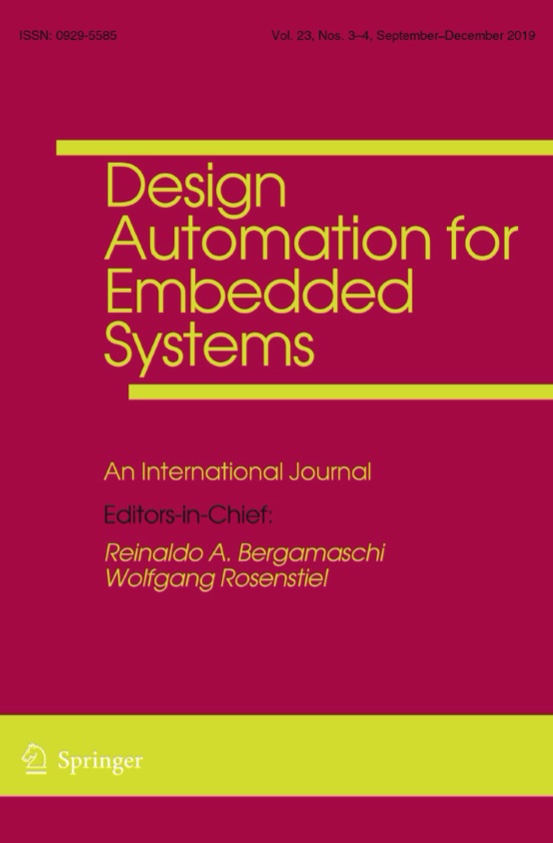 ISSN: 0929-5585 Vol. 23, Nos. 3–4, September–December 2019
Design
Automation for
Embedded
Systems
An International Journal
Editors-in-Chief:
Reinaldo A. Bergamaschi
Wolfgang Rosenstiel
Springer